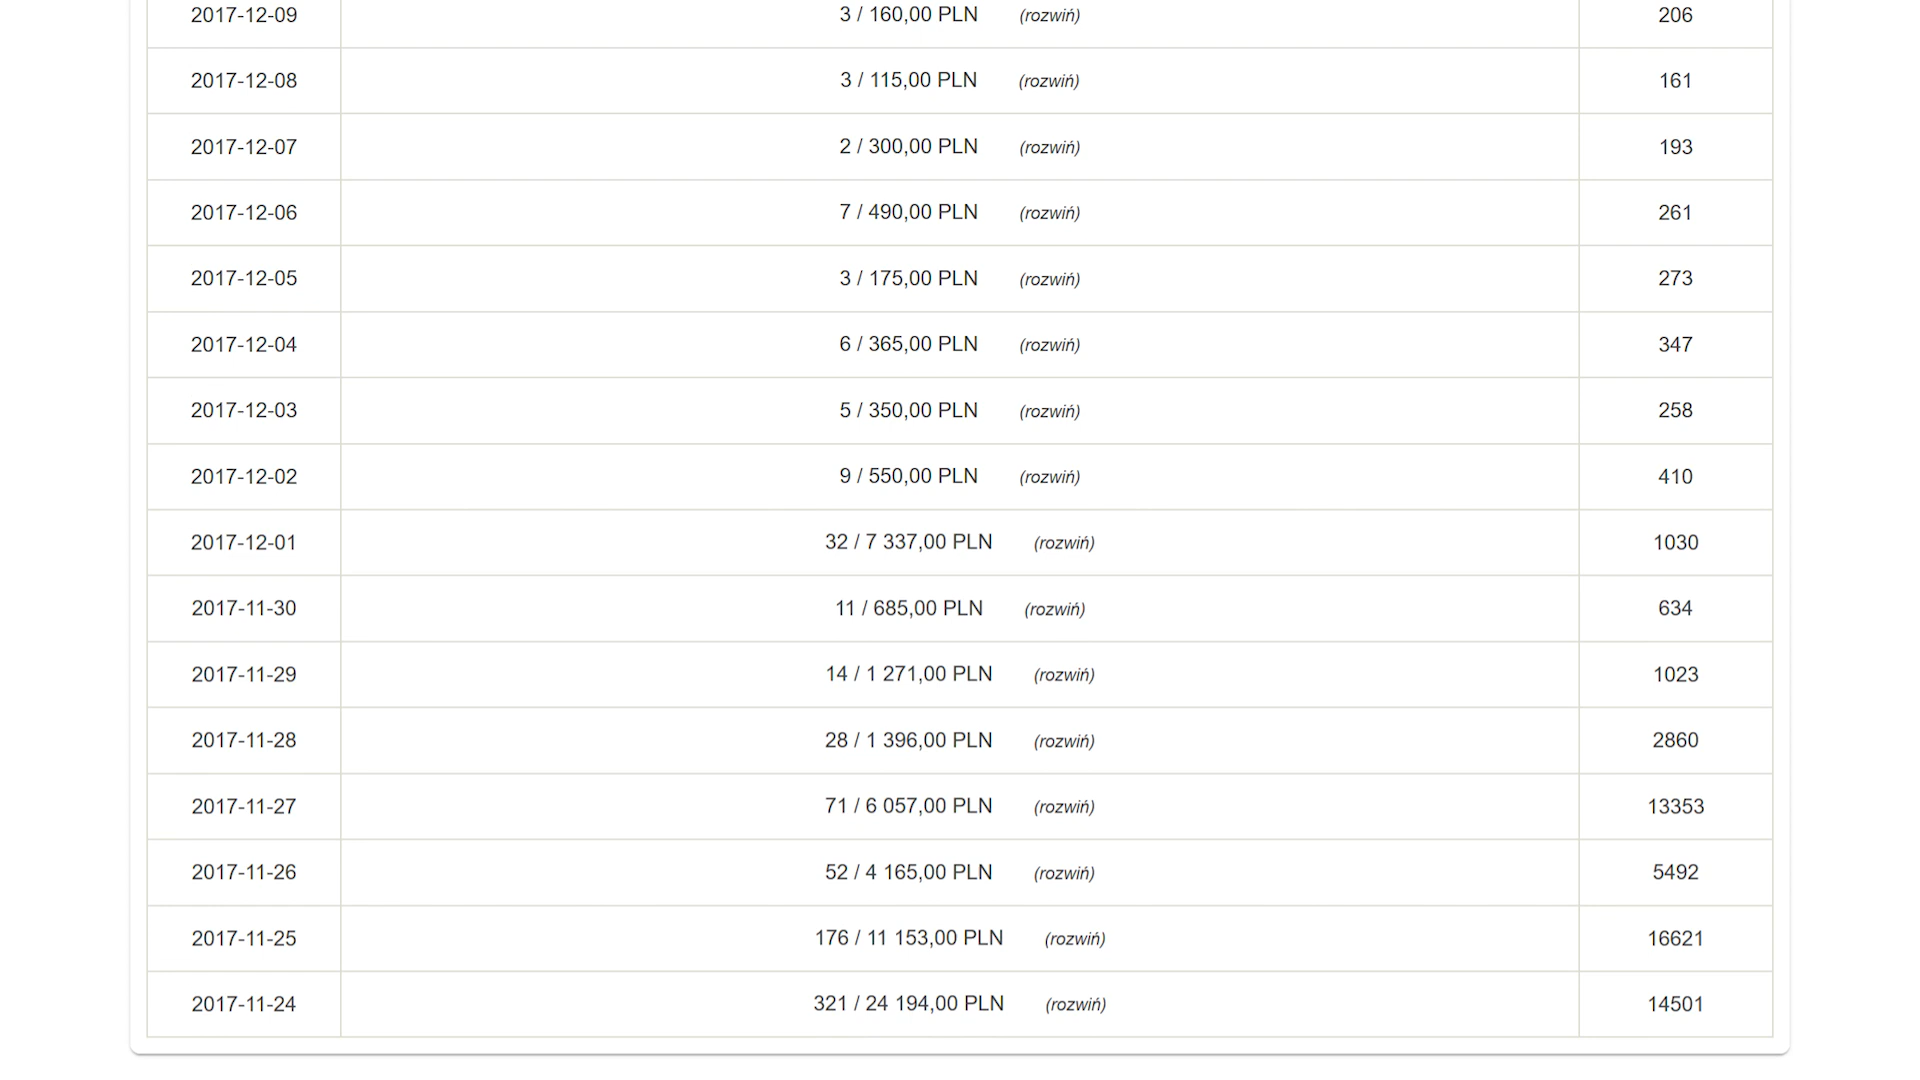 2017-12-09 3 / 160,00 PLN (rozwiń) 206
2017-12-08 3 / 115,00 PLN (rozwiń) 161
2017-12-07 2 / 300,00 PLN (rozwiń) 193
2017-12-06 7 / 490,00 PLN (rozwiń) 261
2017-12-05 3 / 175,00 PLN (rozwiń) 273
2017-12-04 6 / 365,00 PLN (rozwiń) 347
2017-12-03 5 / 350,00 PLN (rozwiń) 258
2017-12-02 9 / 550,00 PLN (rozwiń) 410
2017-12-01 32 / 7 337,00 PLN (rozwiń) 1030
2017-11-30 11 / 685,00 PLN (rozwiń) 634
2017-11-29 14 / 1 271,00 PLN (rozwiń) 1023
2017-11-28 28 / 1 396,00 PLN (rozwiń) 2860
2017-11-27 71 / 6 057,00 PLN (rozwiń) 13353
2017-11-26 52 / 4 165,00 PLN (rozwiń) 5492
2017-11-25 176 / 11 153,00 PLN (rozwiń) 16621
2017-11-24 321 / 24 194,00 PLN (rozwiń) 14501